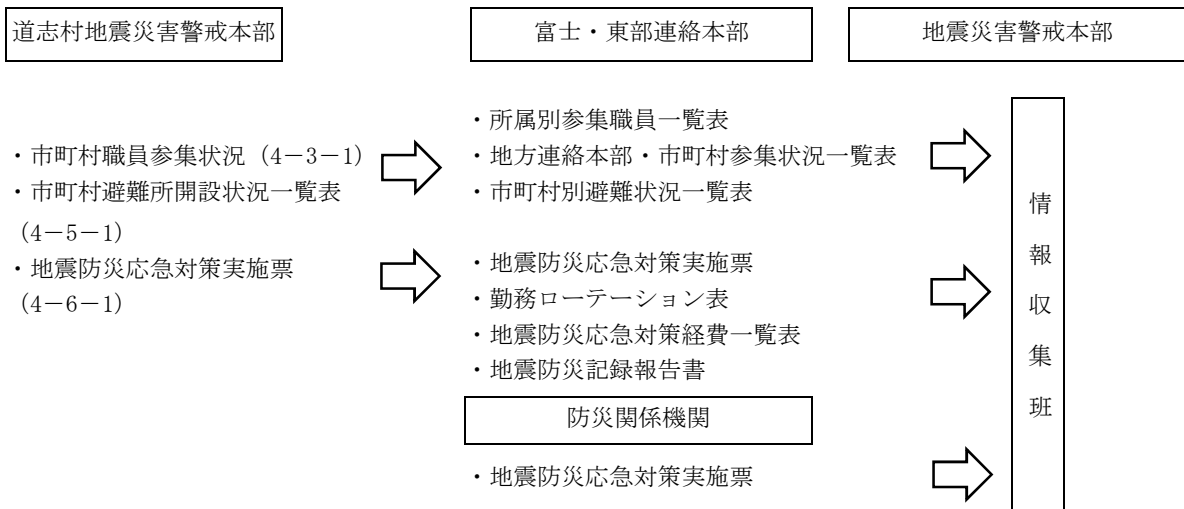 道志村地震災害警戒本部
富士・東部連絡本部
地震災害警戒本部
・市町村職員参集状況（4－3－1）
・市町村避難所開設状況一覧表
（4－5－1）
・地震防災応急対策実施票
（4－6－1）
・所属別参集職員一覧表
・地方連絡本部・市町村参集状況一覧表
・市町村別避難状況一覧表
・地震防災応急対策実施票
・勤務ローテーション表
・地震防災応急対策経費一覧表
・地震防災記録報告書
防災関係機関
・地震防災応急対策実施票
情報収集班